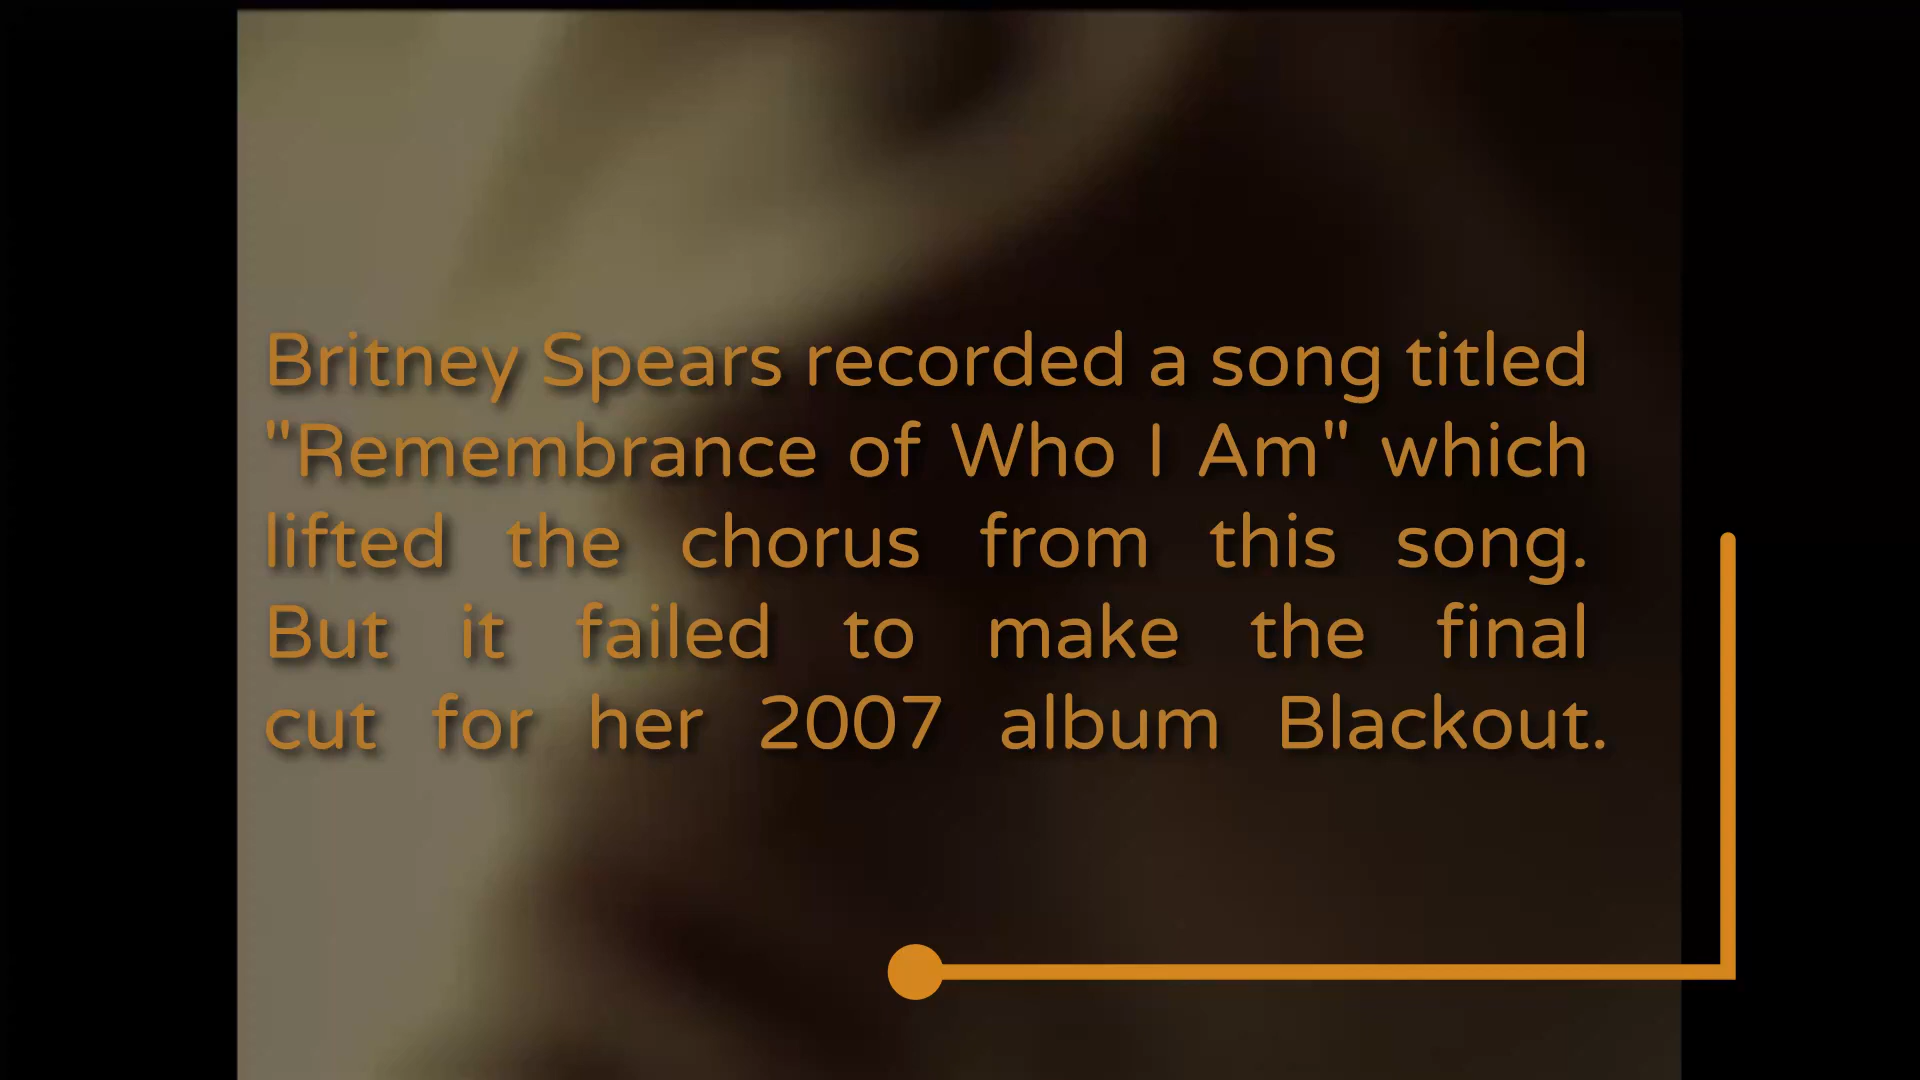 Britney Spears recorded a song titled
"Remembrance of Who I Am" which
lifted the chorus from this song.
But it failed to make the final
cut for her 2007 album Blackout.